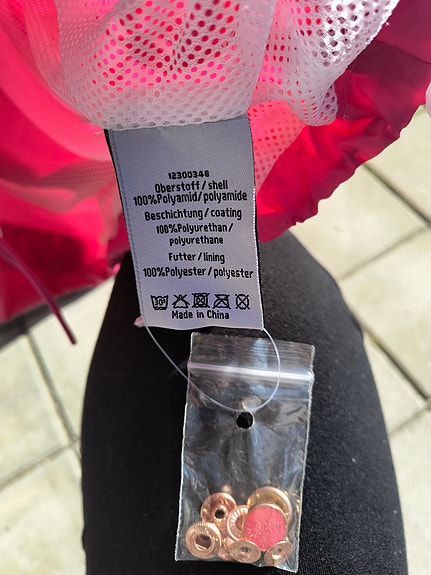 12300348
Oberstoff/shell
100%Polyamid/polyamide
Beschichtung/coating
100%Polyurethan/
polyurethane
Futter/lining
100%Polyester/polyester
30°
Made in China